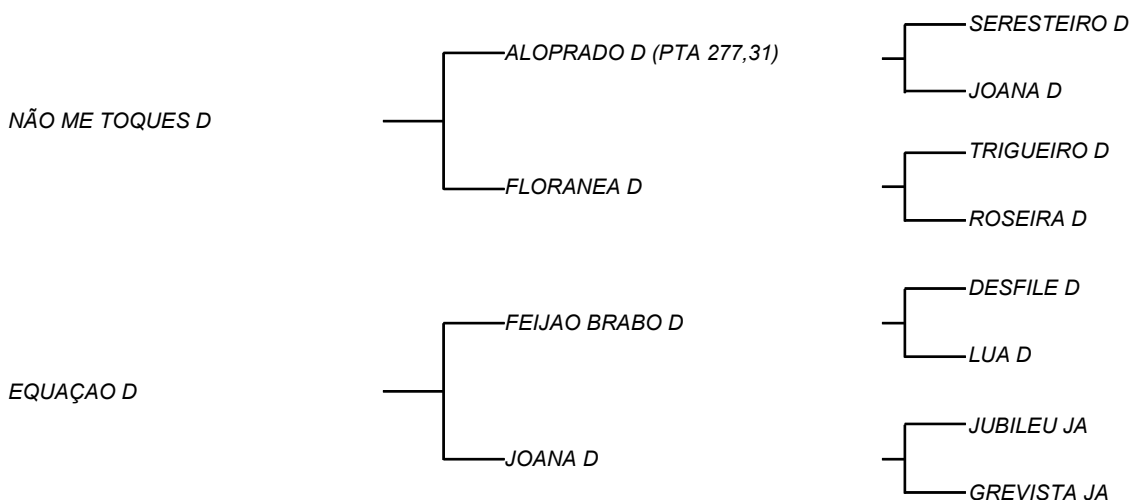 SERESTEIRO D
ALOPRADO D (PTA 277,31)
JOANA D
NÃO ME TOQUES D
TRIGUEIRO D
FLORANEA D
ROSEIRA D
DESFILE D
FEIJAO BRABO D
LUA D
EQUAÇAO D
JUBILEU JA
JOANA D
GREVISTA JA